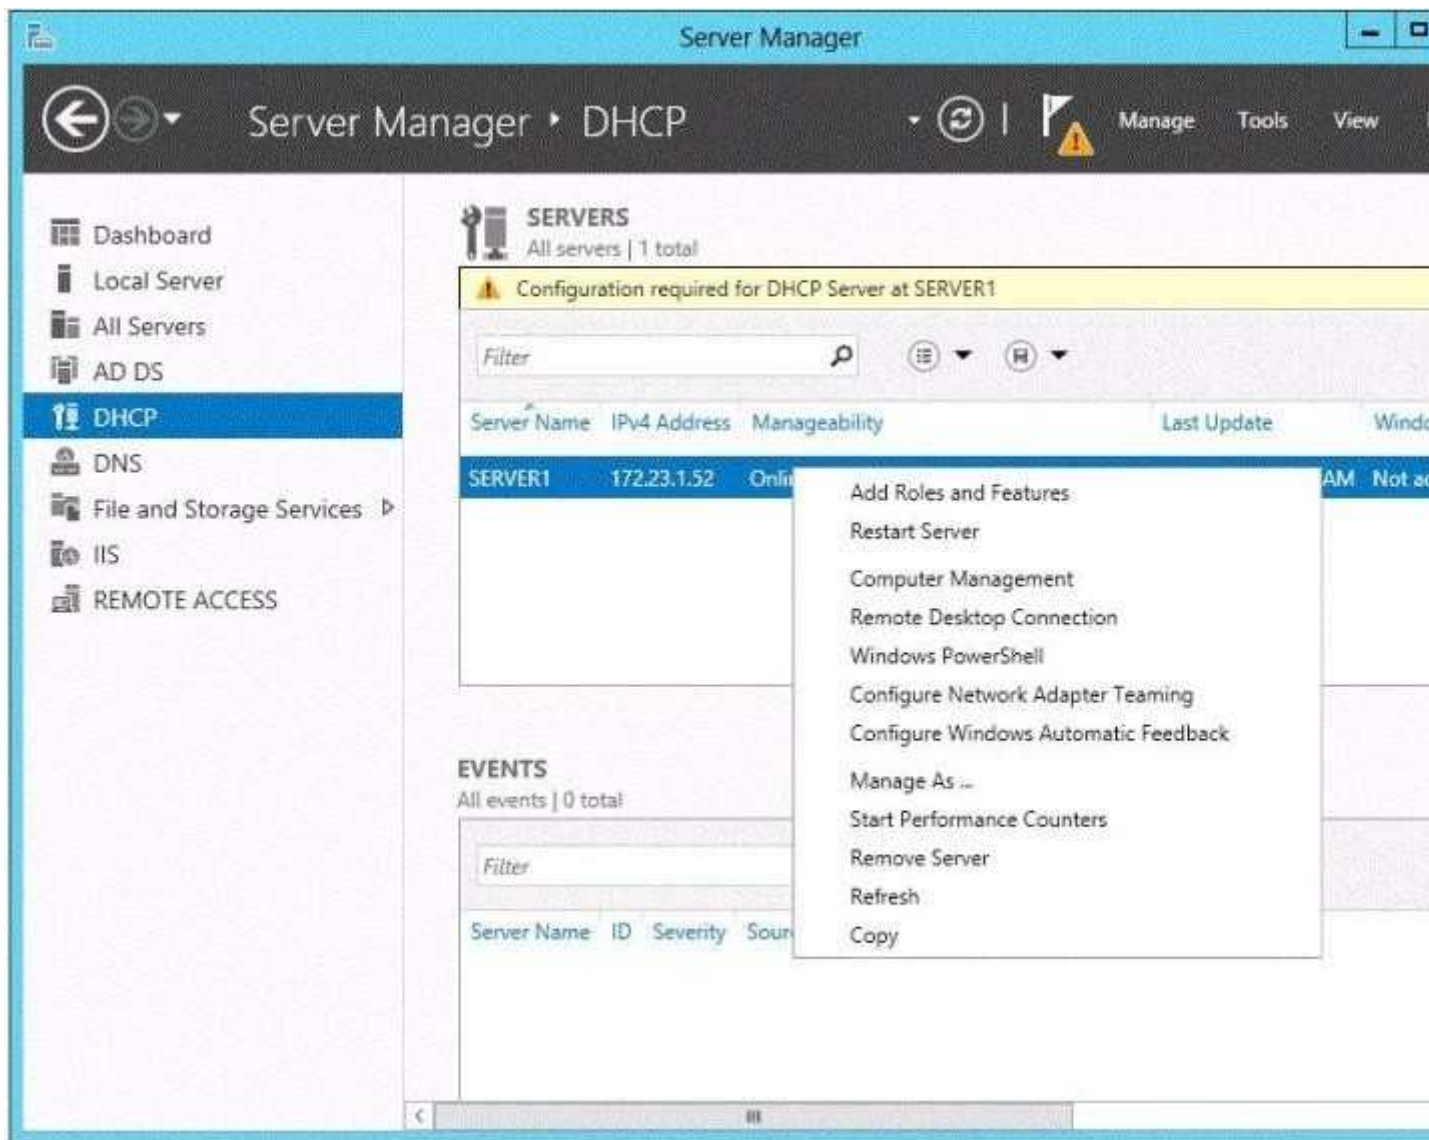 Server Manager
Server Manager • DHCP
Manage Tools View
Dashboard
Local Server
All Servers
AD DS
DHCP
DNS
File and Storage Services
IIS
REMOTE ACCESS
SERVERS
All servers | 1 total
Configuration required for DHCP Server at SERVER1
Filter
Server Name IPv4 Address Manageability Last Update
SERVER1 172.23.1.52 AM Not
Add Roles and Features
Restart Server
Computer Management
Remote Desktop Connection
Windows PowerShell
Configure Network Adapter Teaming
Configure Windows Automatic Feedback
Manage As ...
Start Performance Counters
Remove Server
Refresh
Copy
EVENTS
All events | 0 total
Filter
Server Name ID Severity